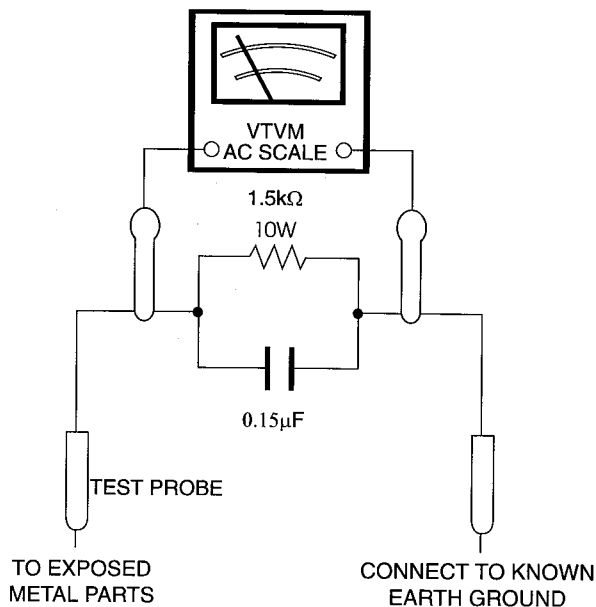 VTVM
AC SCALE
1.5kΩ
10W
0.15µF
TEST PROBE
TO EXPOSED
METAL PARTS
CONNECT TO KNOWN
EARTH GROUND